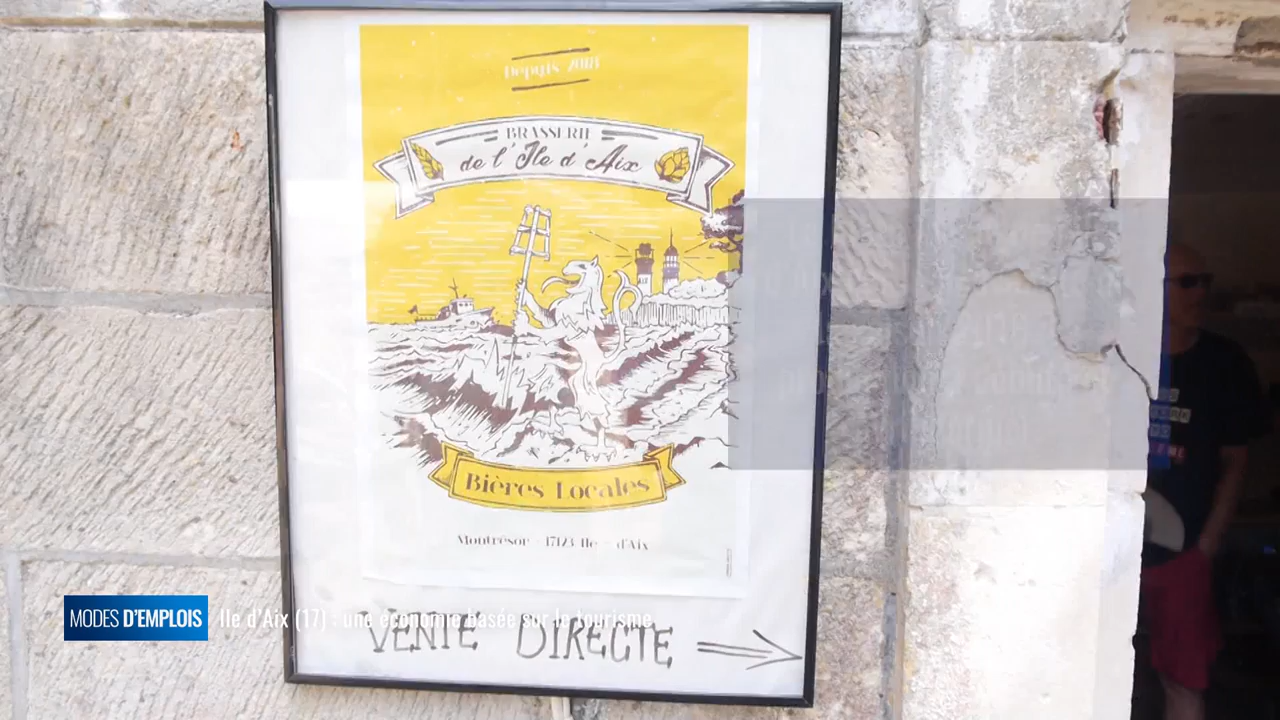 Depuis 2018
BRASSERIE
de l'Ile d'Aix
Bières Locales
Montrésor - 17123 Ile - d'Aix
VENTE DIRECTE
MODES D'EMPLOIS
Ile d'Aix (17) : une économie basée sur le tourisme